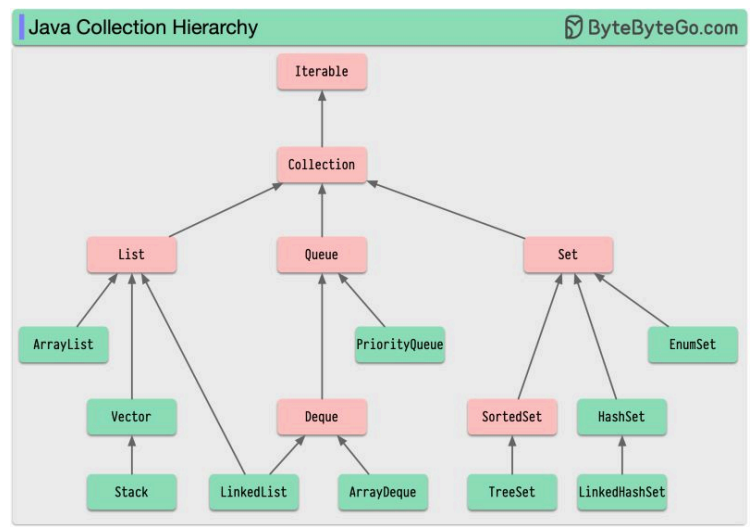 Java Collection Hierarchy
ByteByteGo.com
Iterable
Collection
List
Queue
Set
ArrayList
PriorityQueue
EnumSet
Vector
Deque
SortedSet
HashSet
Stack
LinkedList
ArrayDeque
TreeSet
LinkedHashSet